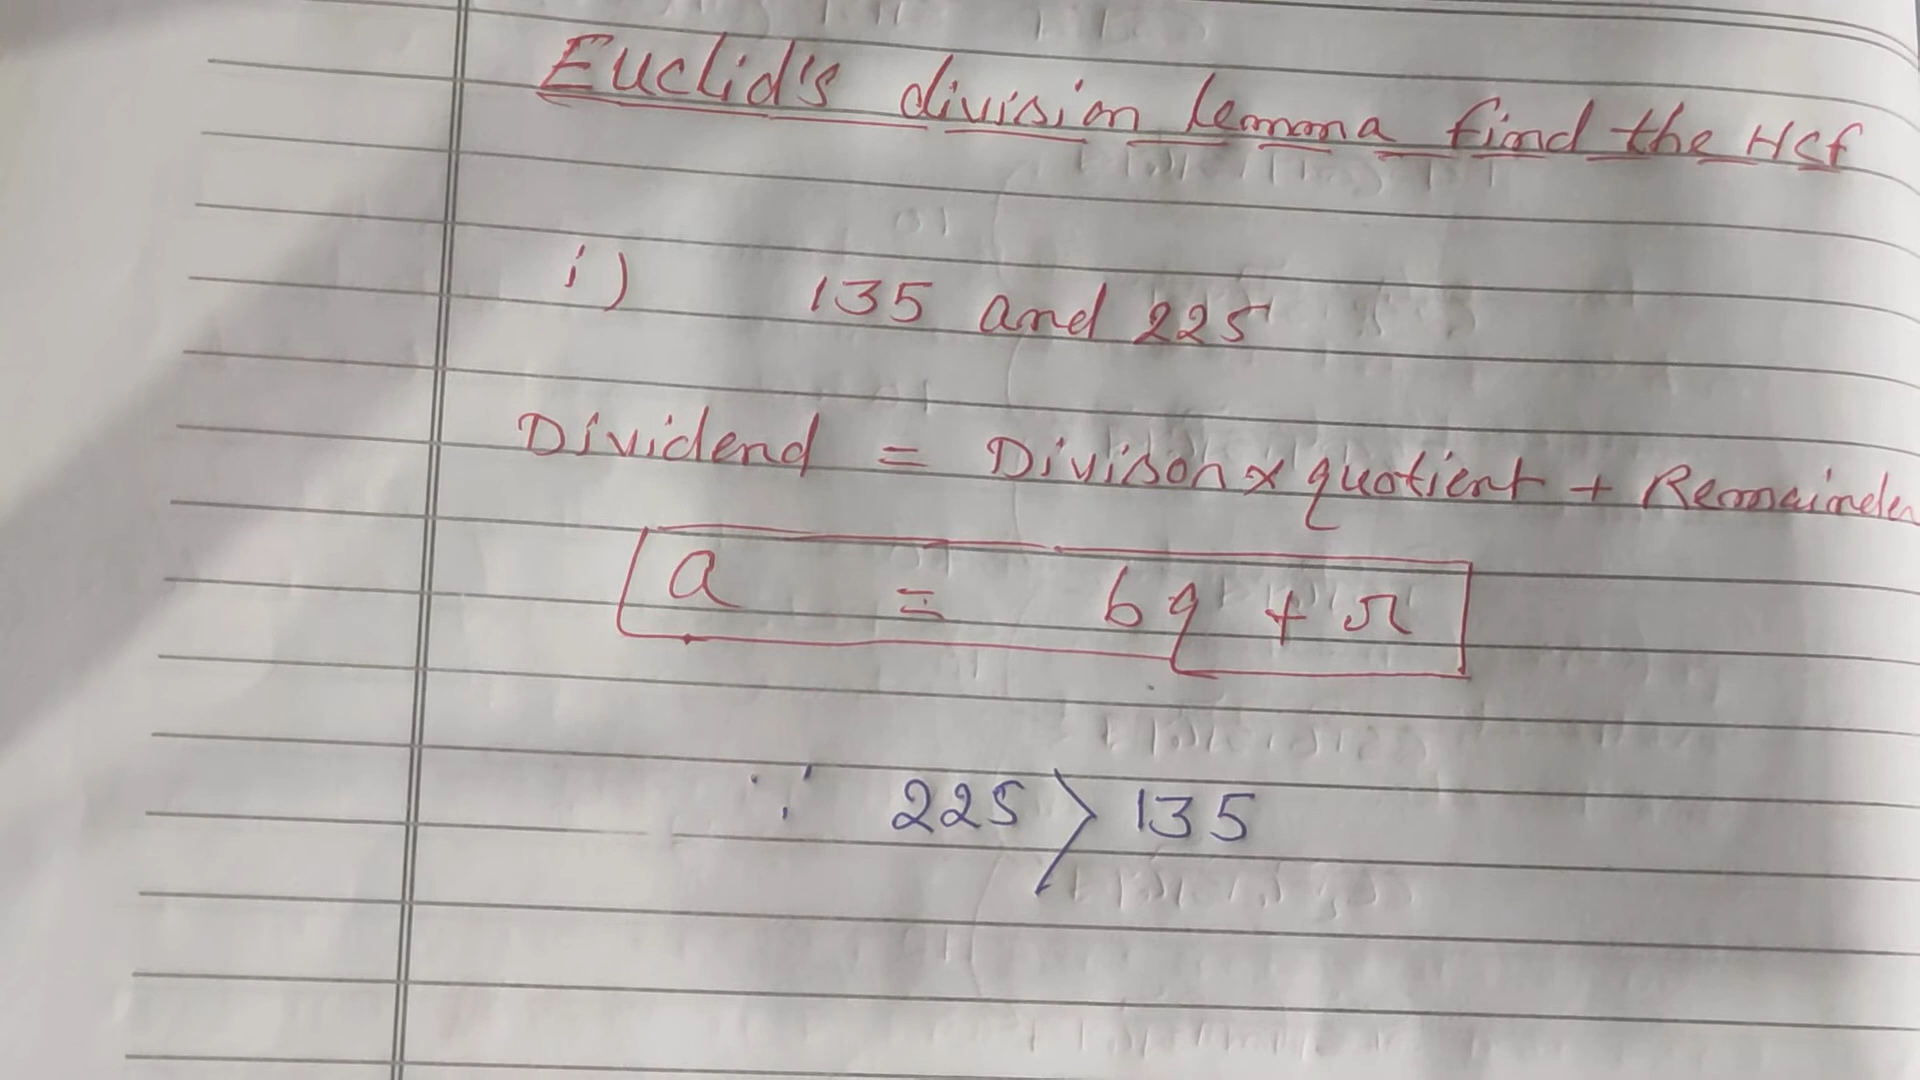 Euclid's division lemma find the HCf
i) 135 and 225
Dividend = Divison × quotient + Remainder
a = bq + r
∵ 225 > 135